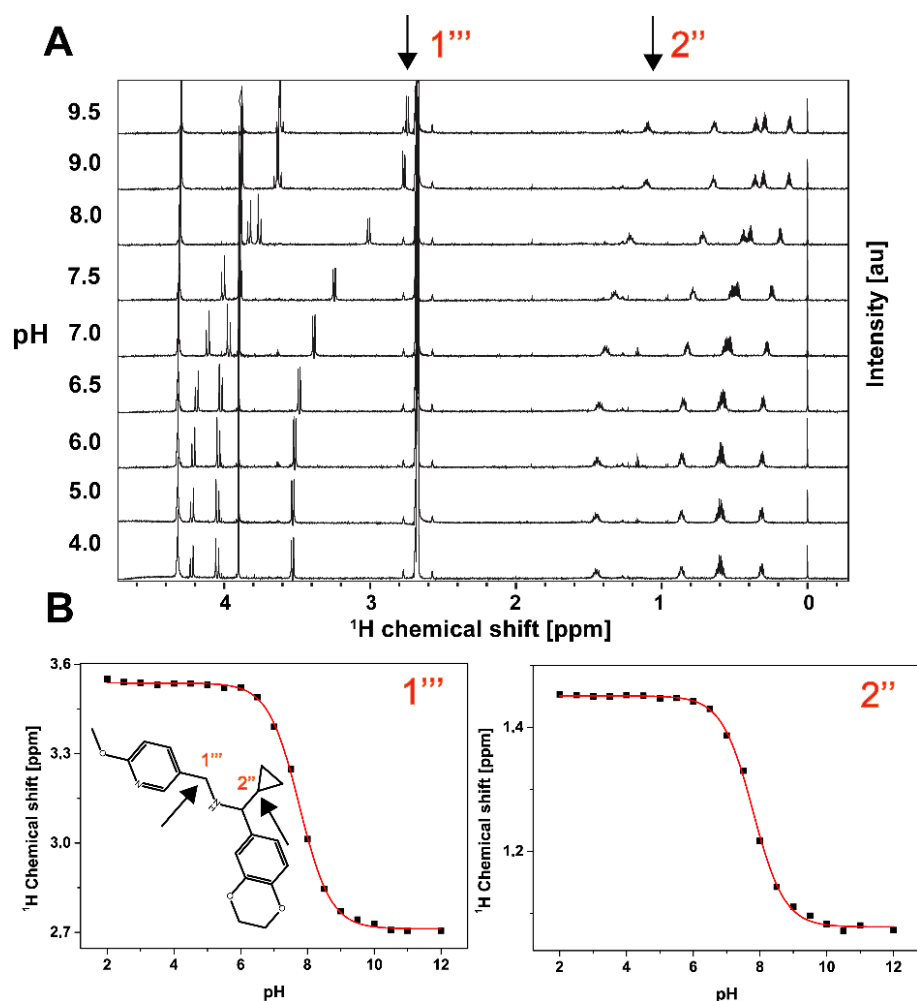 A
1''' 2''
9.5
9.0
8.0
7.5
pH 7.0
6.5
6.0
5.0
4.0
Intensity [au]
4 3 2 1 0
¹H chemical shift [ppm]
B
3,6
3,3
3,0
2,7
2 4 6 8 10 12
pH
¹H Chemical shift [ppm]
1'''
1'''
2''
O
N
N
H
O
O
1,4
1,2
2 4 6 8 10 12
pH
¹H Chemical shift [ppm]
2''